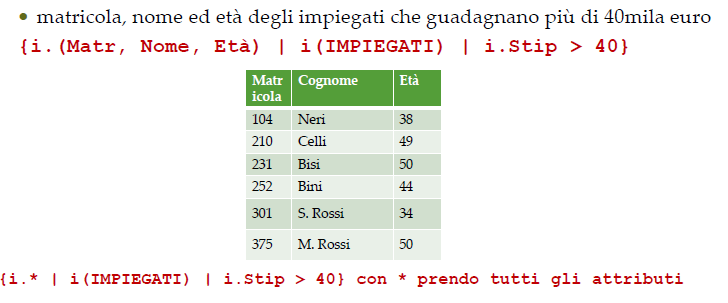 • matricola, nome ed età degli impiegati che guadagnano più di 40mila euro
{i.(Matr, Nome, Età) | i(IMPIEGATI) | i.Stip > 40}
Matr icola Cognome Età
104 Neri 38
210 Celli 49
231 Bisi 50
252 Bini 44
301 S. Rossi 34
375 M. Rossi 50
{i.* | i(IMPIEGATI) | i.Stip > 40} con * prendo tutti gli attributi